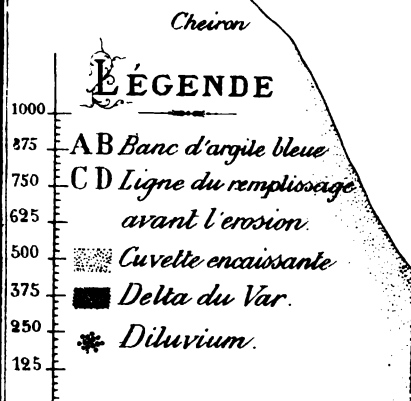 Cheiron
LÉGENDE
1000
875 AB Banc d'argile bleue
750 CD Ligne du remplissage
625 avant l'erosion.
500 Cuvette encaissante
375 Delta du Var.
250 Diluvium.
125